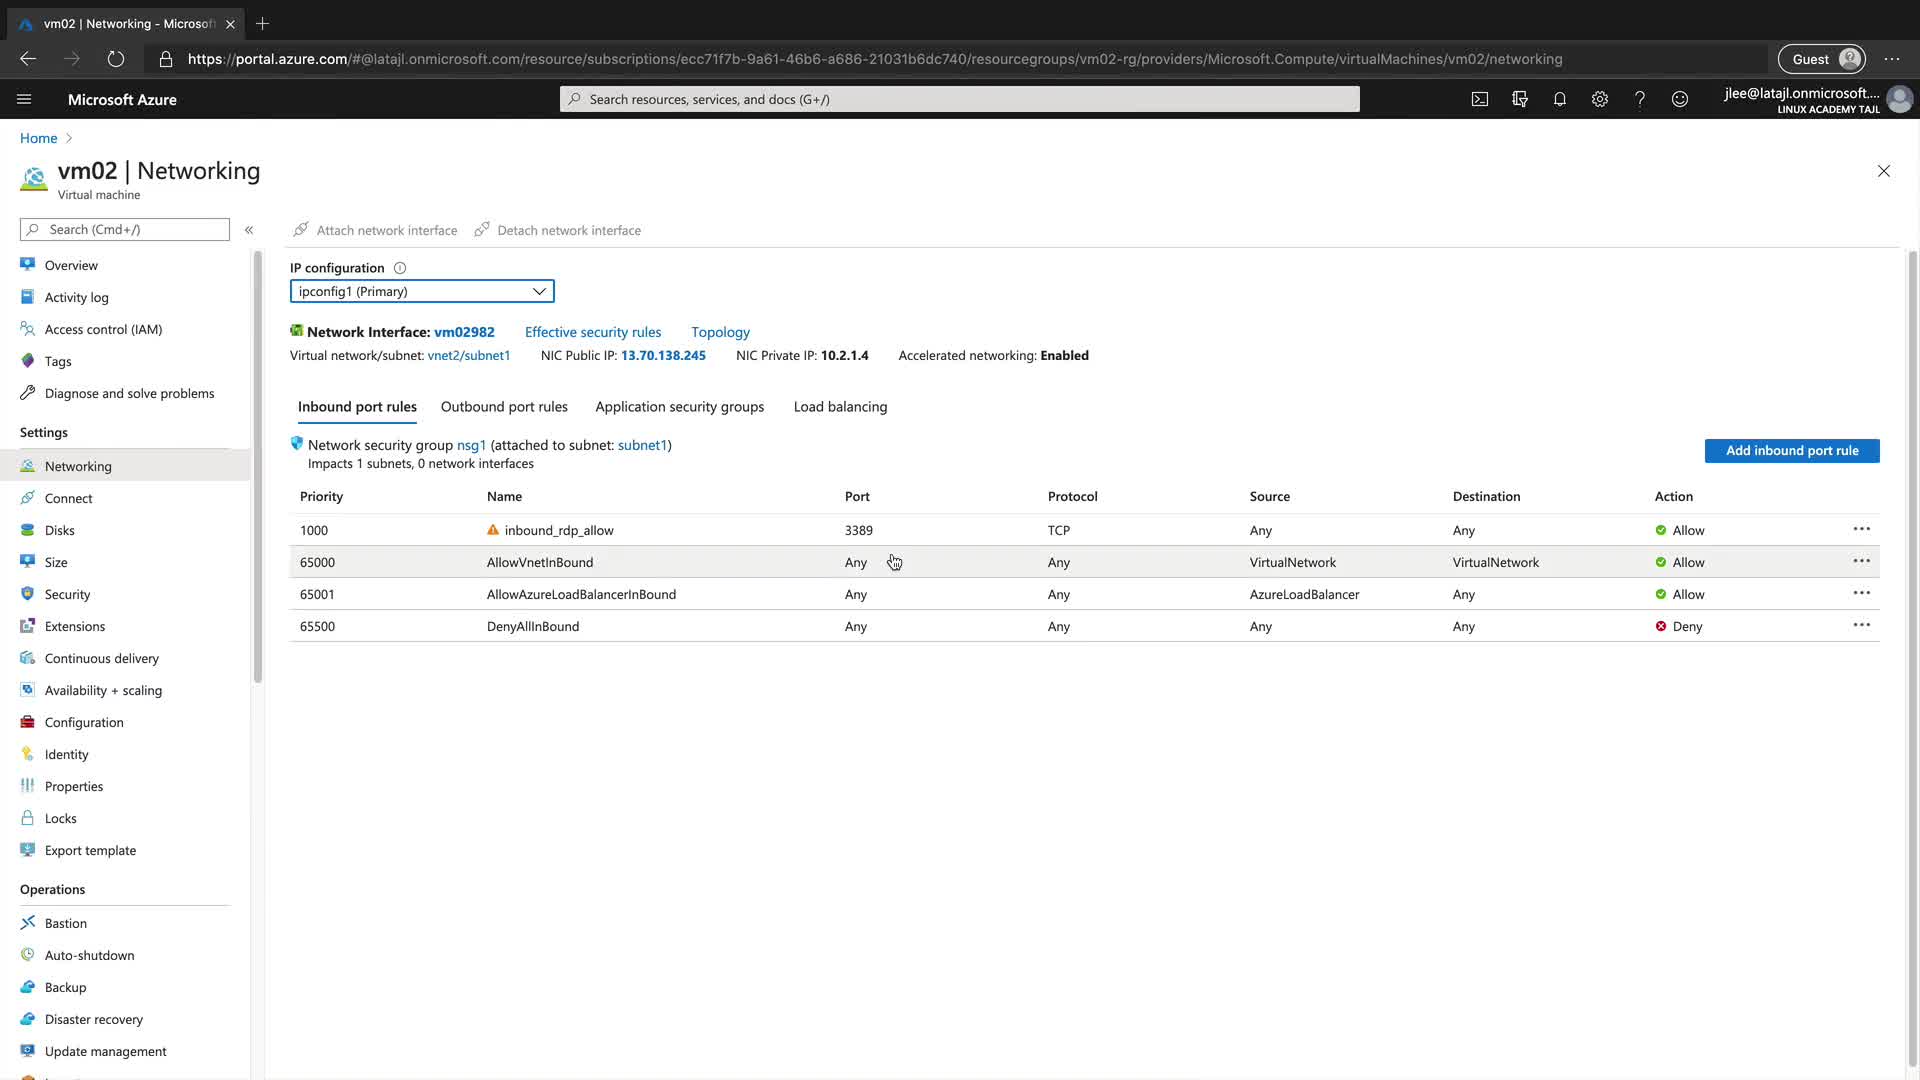 vm02 | Networking - Microsof
https://portal.azure.com/#@latajl.onmicrosoft.com/resource/subscriptions/ecc71f7b-9a61-46b6-a686-21031b6dc740/resourcegroups/vm02-rg/providers/Microsoft.Compute/virtualMachines/vm02/networking
Guest
Microsoft Azure
Search resources, services, and docs (G+/)
jlee@latajl.onmicrosoft....
LINUX ACADEMY TAJL
Home
vm02 | Networking
Virtual machine
Search (Cmd+/)
Overview
Activity log
Access control (IAM)
Tags
Diagnose and solve problems
Settings
Networking
Connect
Disks
Size
Security
Extensions
Continuous delivery
Availability + scaling
Configuration
Identity
Properties
Locks
Export template
Operations
Bastion
Auto-shutdown
Backup
Disaster recovery
Update management
Attach network interface Detach network interface
IP configuration
ipconfig1 (Primary)
Network Interface: vm02982 Effective security rules Topology
Virtual network/subnet: vnet2/subnet1 NIC Public IP: 13.70.138.245 NIC Private IP: 10.2.1.4 Accelerated networking: Enabled
Inbound port rules Outbound port rules Application security groups Load balancing
Network security group nsg1 (attached to subnet: subnet1)
Impacts 1 subnets, 0 network interfaces
Add inbound port rule
Priority Name Port Protocol Source Destination Action
1000 inbound_rdp_allow 3389 TCP Any Any Allow
65000 AllowVnetInBound Any Any VirtualNetwork VirtualNetwork Allow
65001 AllowAzureLoadBalancerInBound Any Any AzureLoadBalancer Any Allow
65500 DenyAllInBound Any Any Any Any Deny